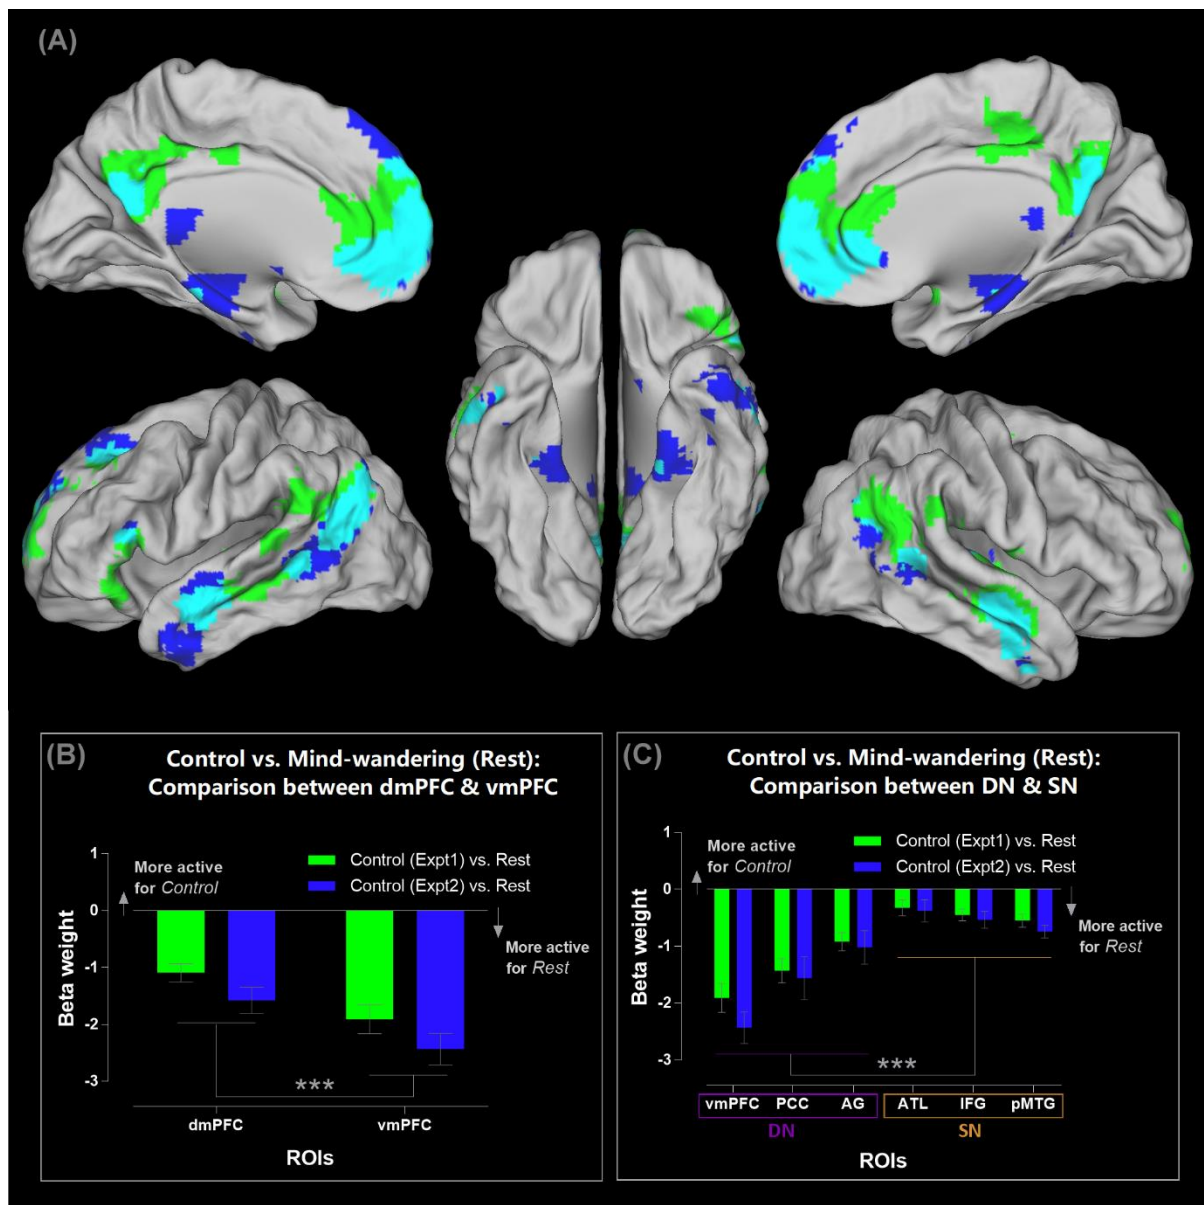 (A)
(B)
Control vs. Mind-wandering (Rest):
Comparison between dmPFC & vmPFC
More active
for Control
Control (Expt1) vs. Rest
Control (Expt2) vs. Rest
More active
for Rest
Beta weight
1
0
-1
-2
-3
***
dmPFC
vmPFC
ROIs
(C)
Control vs. Mind-wandering (Rest):
Comparison between DN & SN
More active
for Control
Control (Expt1) vs. Rest
Control (Expt2) vs. Rest
More active
for Rest
Beta weight
1
0
-1
-2
-3
***
vmPFC PCC AG ATL IFG pMTG
DN SN
ROIs